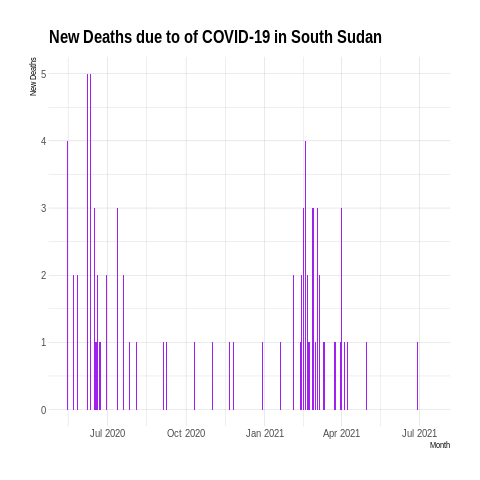 New Deaths due to of COVID-19 in South Sudan
New Deaths
5
4
3
2
1
0
Jul 2020 Oct 2020 Jan 2021 Apr 2021 Jul 2021
Month